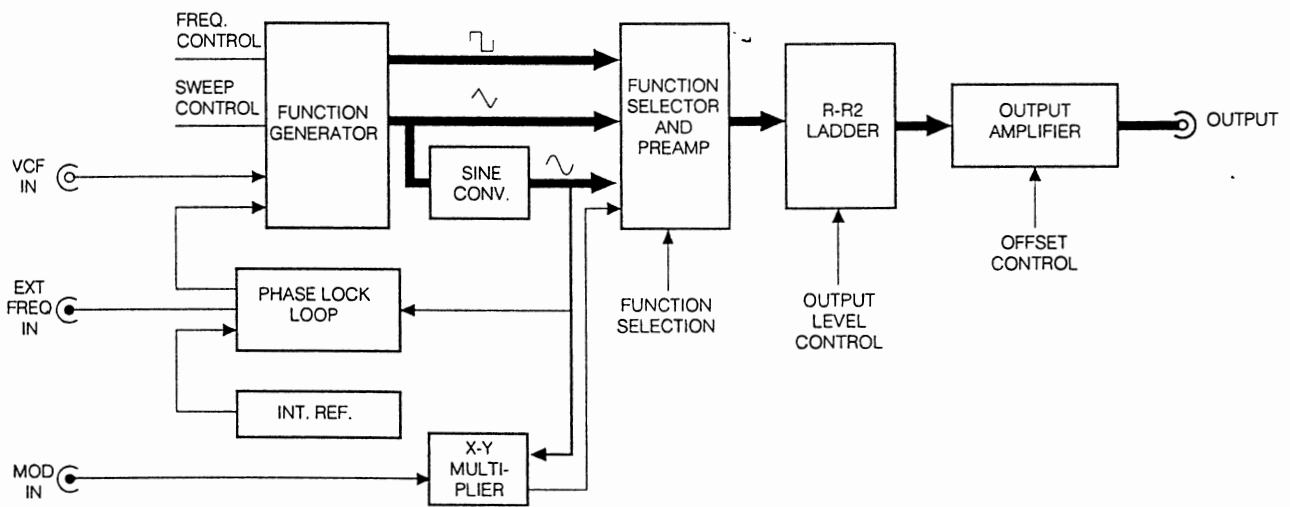 FREQ.
CONTROL
SWEEP
CONTROL
VCF
IN
EXT
FREQ
IN
MOD
IN
FUNCTION
GENERATOR
SINE
CONV.
PHASE LOCK
LOOP
INT. REF.
X-Y
MULTI-
PLIER
FUNCTION
SELECTOR
AND
PREAMP
FUNCTION
SELECTION
R-R2
LADDER
OUTPUT
LEVEL
CONTROL
OUTPUT
AMPLIFIER
OFFSET
CONTROL
OUTPUT